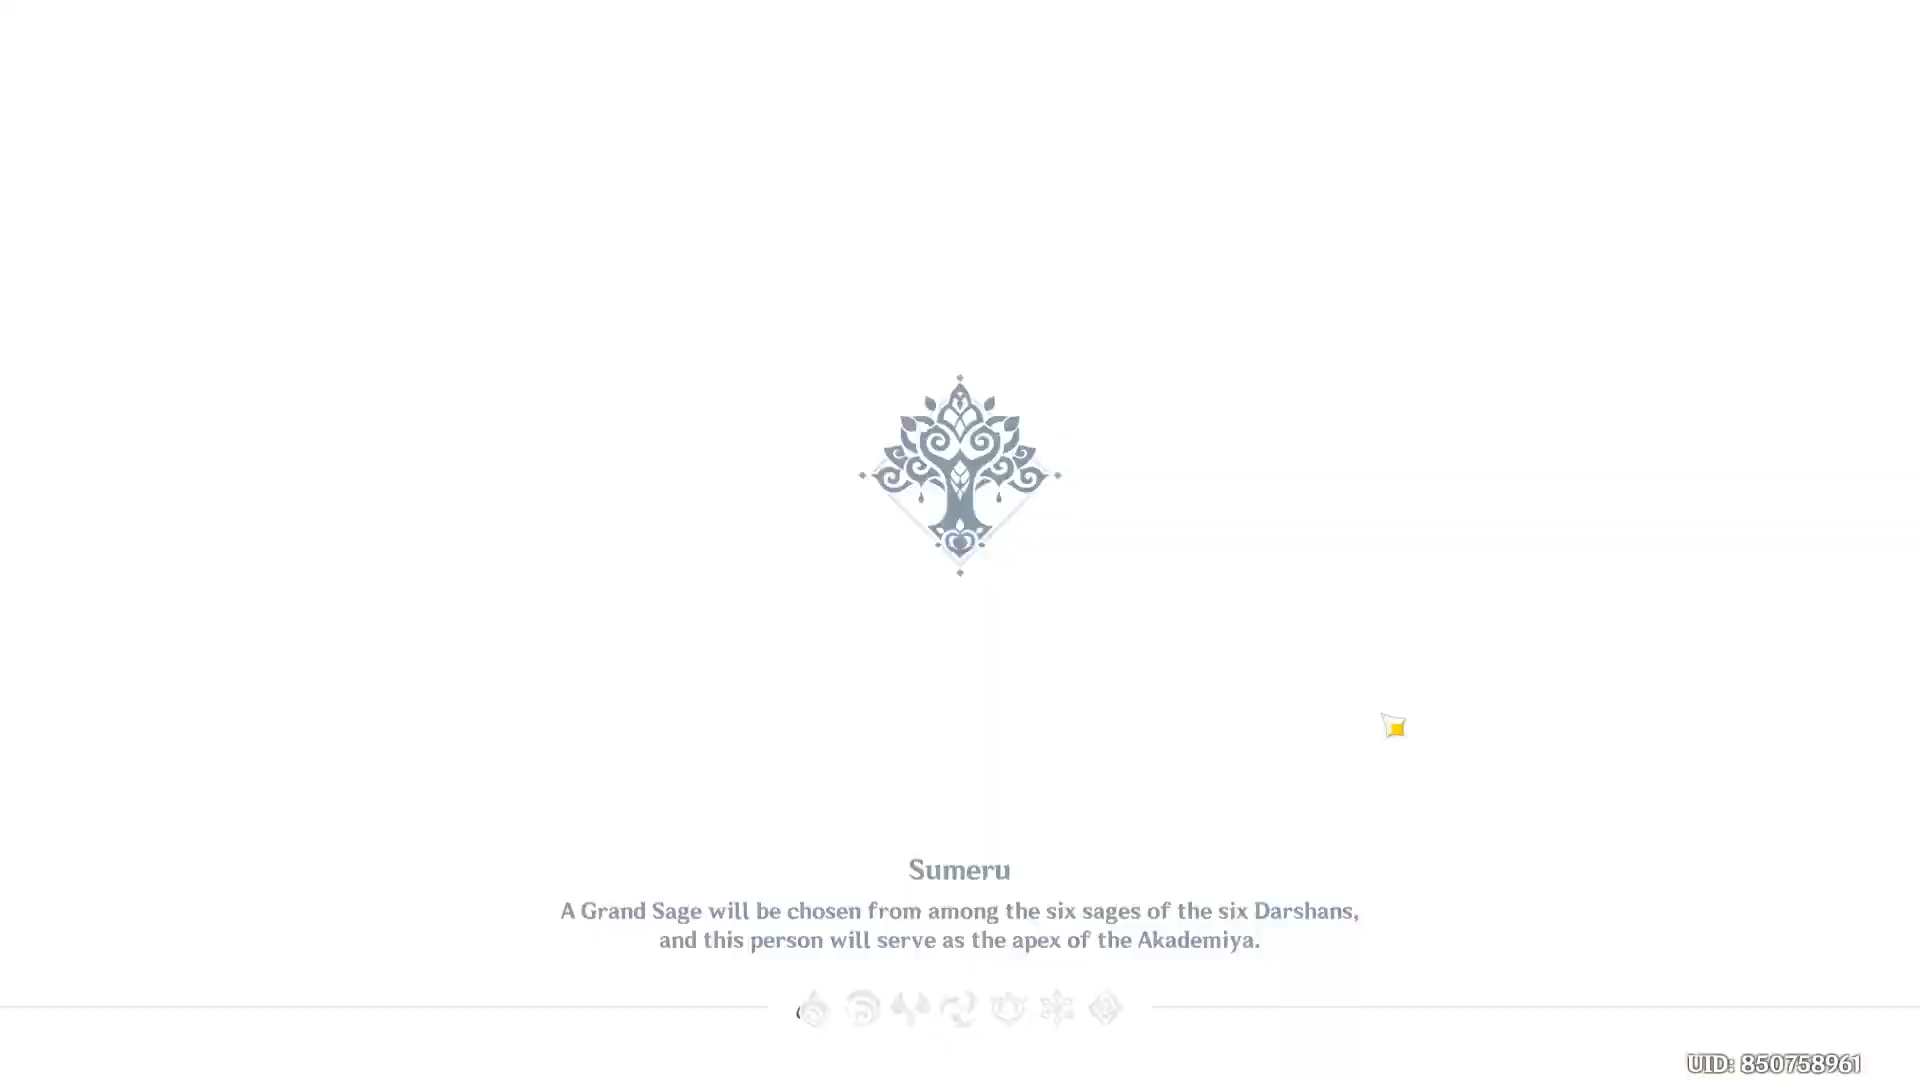 Sumeru
A Grand Sage will be chosen from among the six sages of the six Darshans,
and this person will serve as the apex of the Akademiya.
UID: 850758961